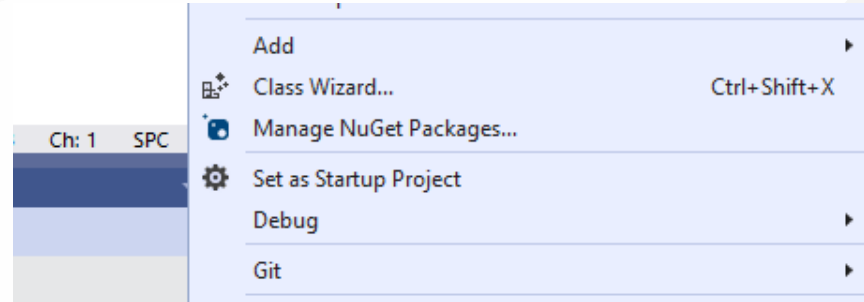 Add
Class Wizard... Ctrl+Shift+X
Manage NuGet Packages...
Ch: 1 SPC
Set as Startup Project
Debug
Git